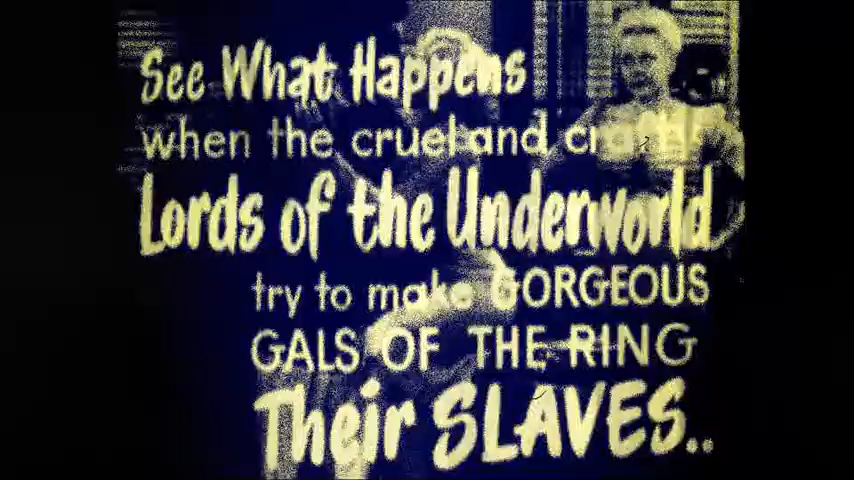 See What Happens
when the cruel and
Lords of the Underworld
try to make GORGEOUS
GALS OF THE RING
Their SLAVES..